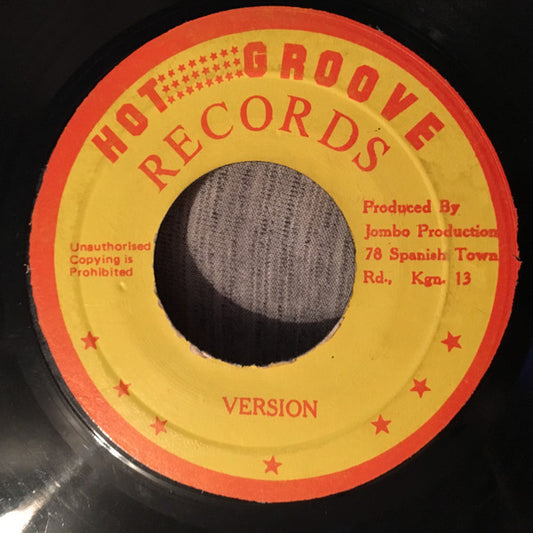 HOT GROOVE
RECORDS
Unauthorised
Copying is
Prohibited
Produced By
Jombo Production
78 Spanish Town
Rd., Kgn. 13
VERSION